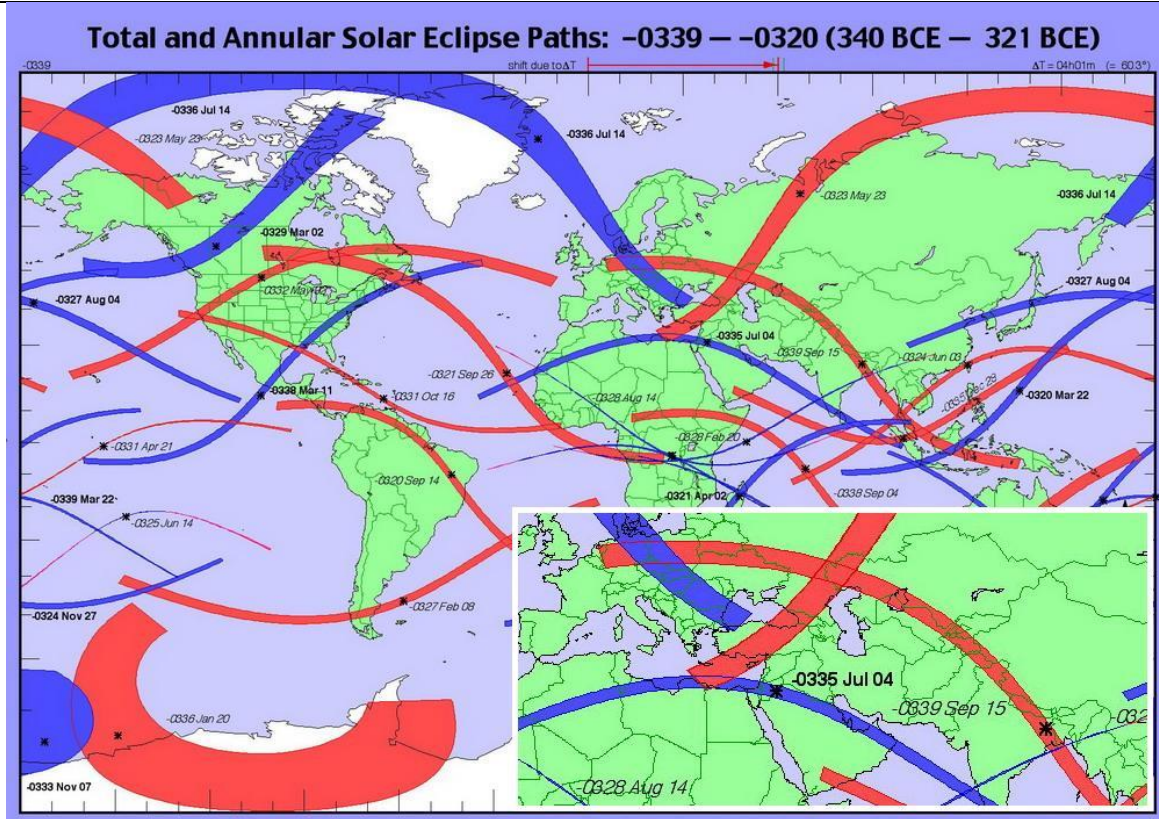 Total and Annular Solar Eclipse Paths: -0339 — -0320 (340 BCE — 321 BCE)
-0339
shift due to ΔT
ΔT = 04h01m (= 60.3°)
-0336 Jul 14
-0323 May 23
-0336 Jul 14
-0323 May 23
-0336 Jul 14
-0329 Mar 02
-0327 Aug 04
-0327 Aug 04
-0335 Jul 04
-0339 Sep 15
-0324 Jun 03
-0321 Sep 26
-0338 Mar 11
-0331 Oct 16
-0328 Aug 14
-0320 Mar 22
-0331 Apr 21
-0328 Feb 20
-0320 Sep 14
-0321 Apr 02
-0338 Sep 04
-0339 Mar 22
-0325 Jun 14
-0324 Nov 27
-0327 Feb 08
-0335 Jul 04
-0339 Sep 15
-032
-0336 Jan 20
-0333 Nov 07
-0328 Aug 14